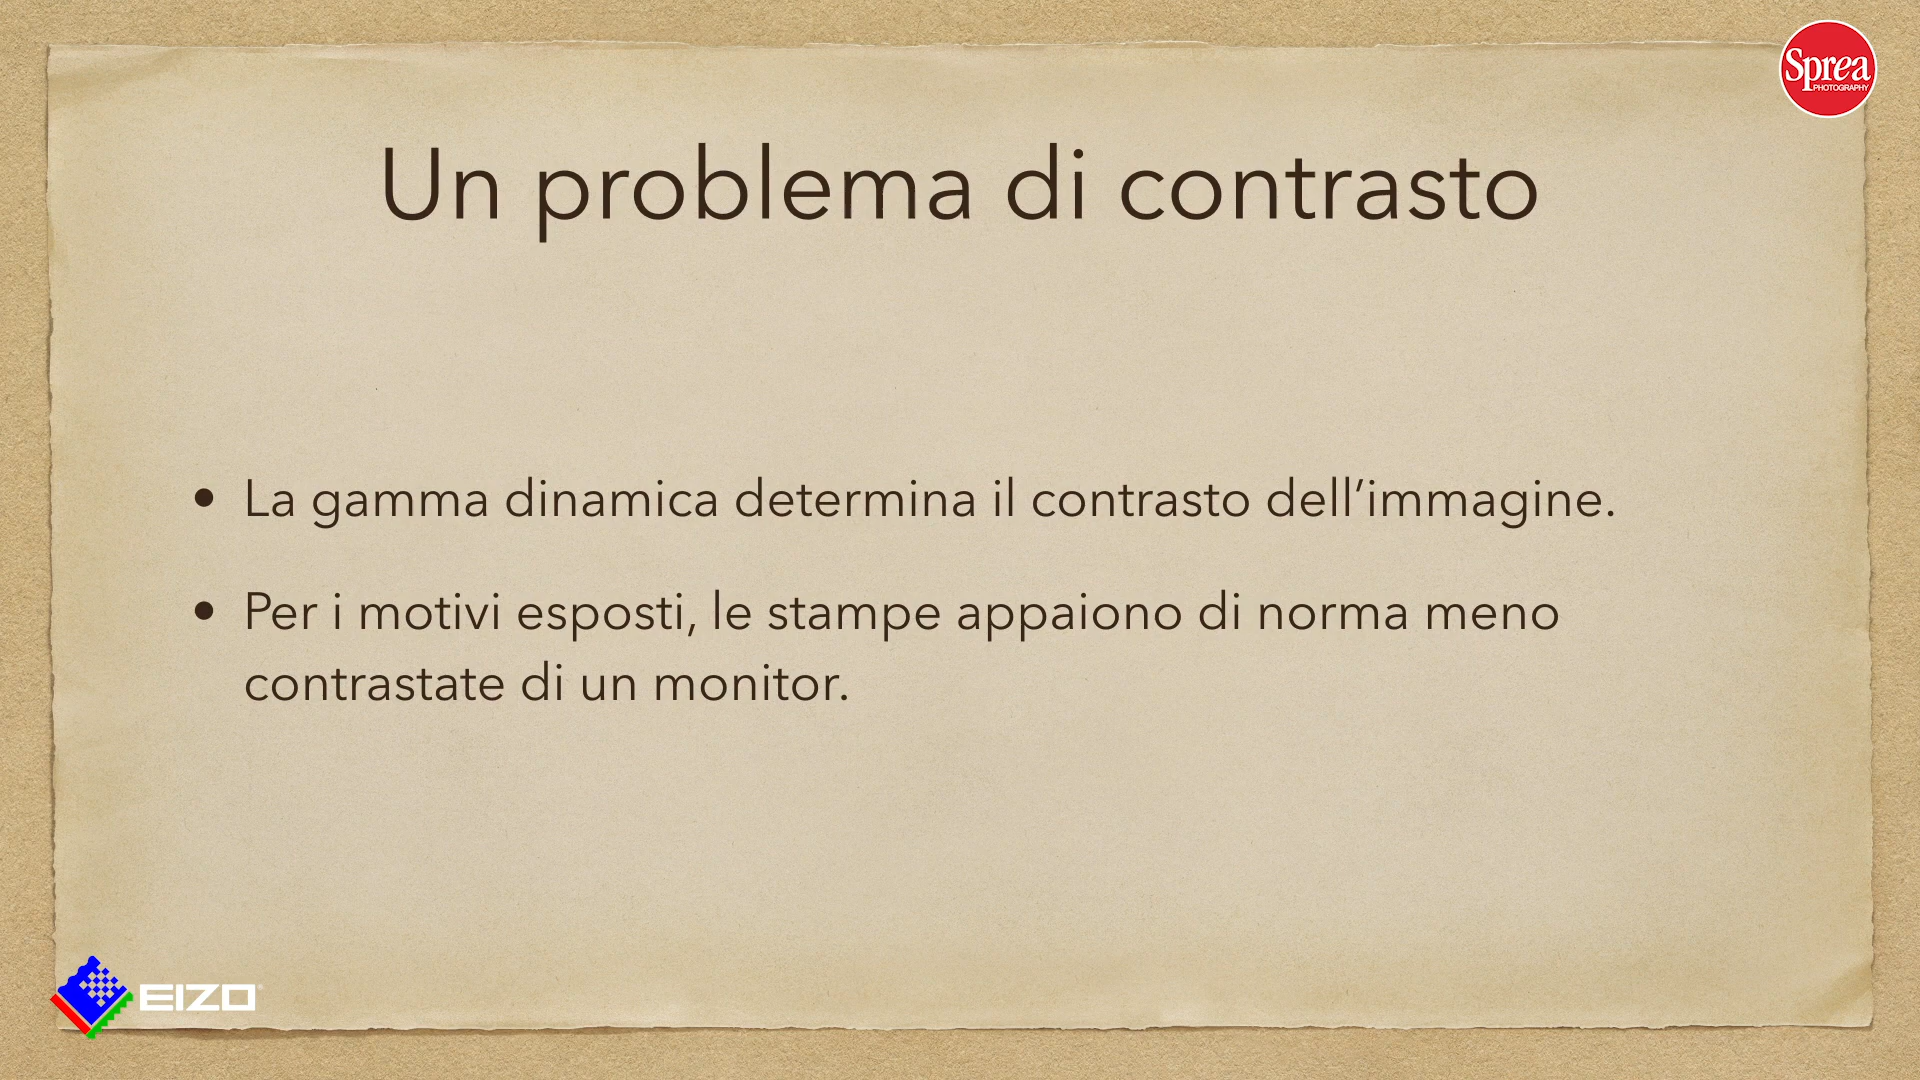 Sprea
PHOTOGRAPHY
Un problema di contrasto
• La gamma dinamica determina il contrasto dell’immagine.
• Per i motivi esposti, le stampe appaiono di norma meno
contrastate di un monitor.
EIZO